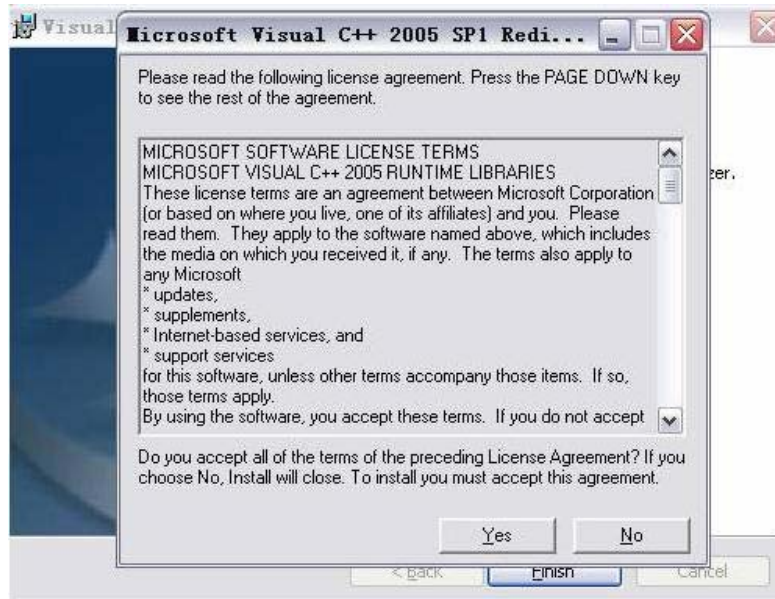 Visual
Microsoft Visual C++ 2005 SP1 Redi...
Please read the following license agreement. Press the PAGE DOWN key
to see the rest of the agreement.
MICROSOFT SOFTWARE LICENSE TERMS
MICROSOFT VISUAL C++ 2005 RUNTIME LIBRARIES
These license terms are an agreement between Microsoft Corporation
(or based on where you live, one of its affiliates) and you. Please
read them. They apply to the software named above, which includes
the media on which you received it, if any. The terms also apply to
any Microsoft
* updates,
* supplements,
* Internet-based services, and
* support services
for this software, unless other terms accompany those items. If so,
those terms apply.
By using the software, you accept these terms. If you do not accept
zer.
Do you accept all of the terms of the preceding License Agreement? If you
choose No, Install will close. To install you must accept this agreement.
Yes No
< Back Finish Cancel